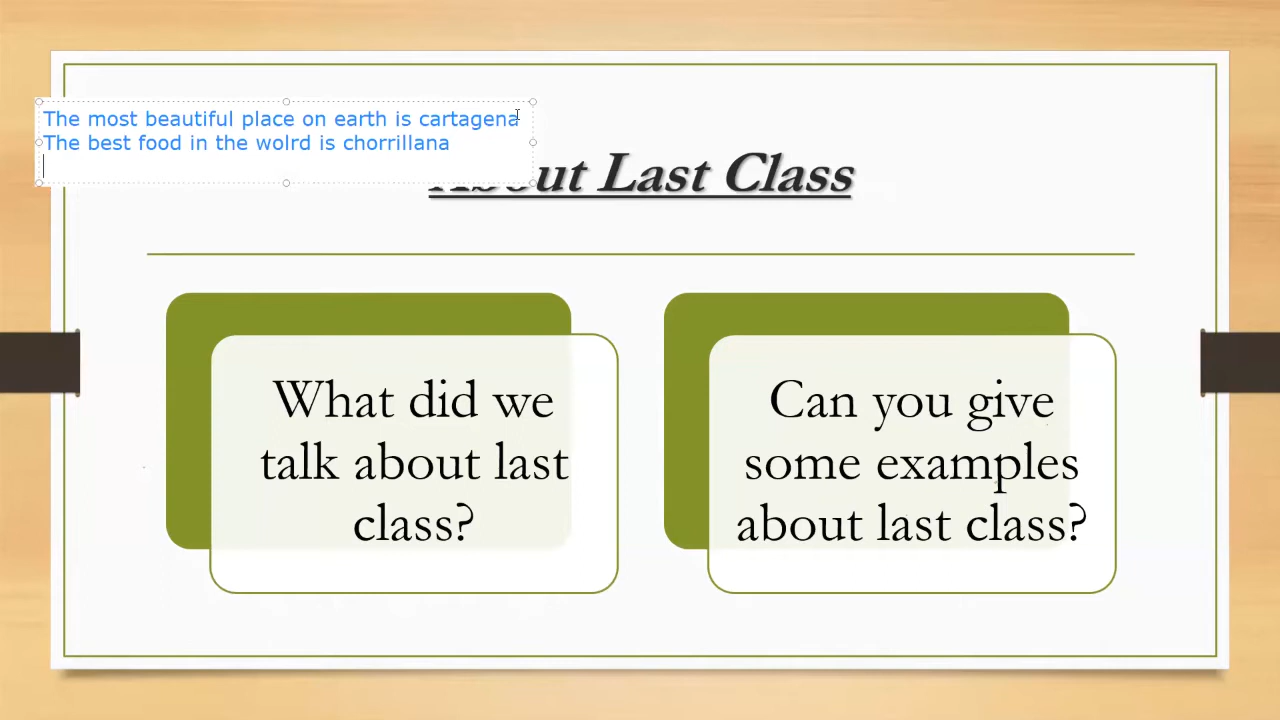 The most beautiful place on earth is cartagena
The best food in the wolrd is chorrillana
About Last Class
What did we
talk about last
class?
Can you give
some examples
about last class?